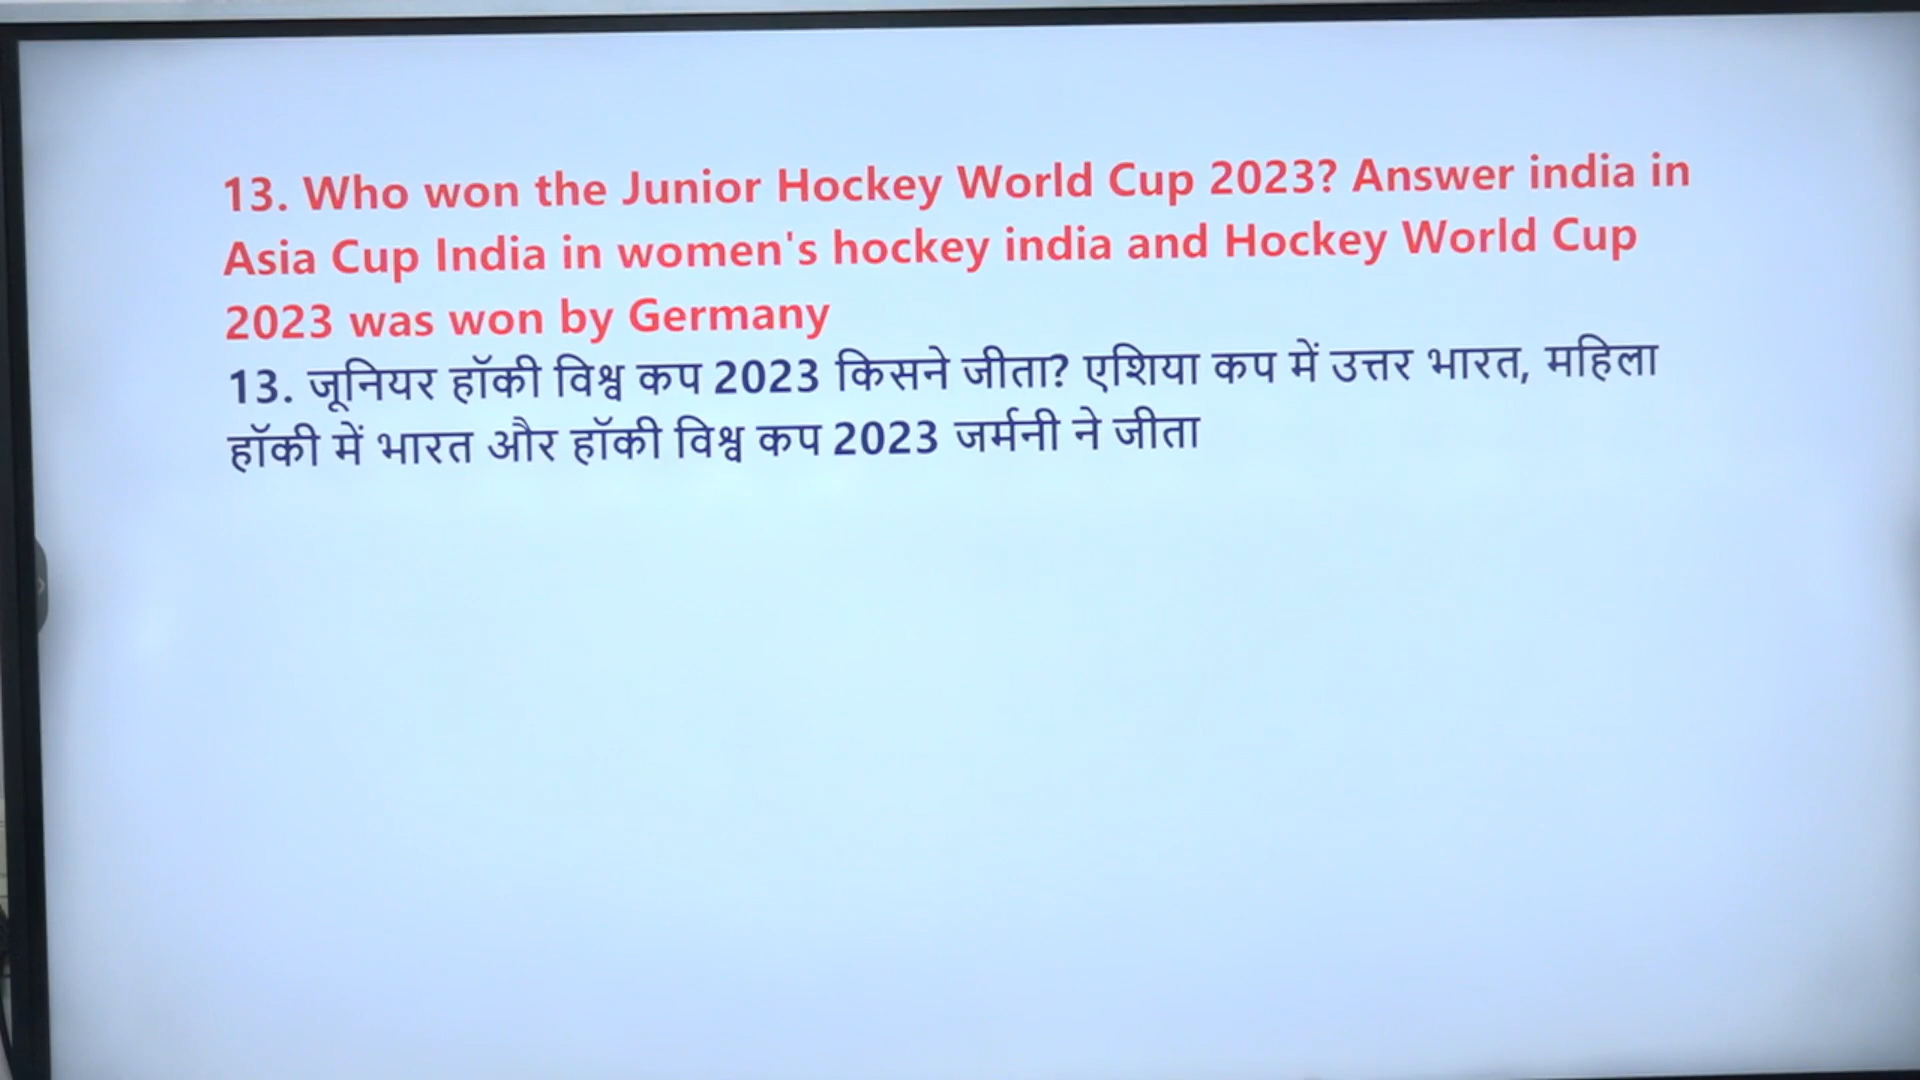 13. Who won the Junior Hockey World Cup 2023? Answer india in
Asia Cup India in women's hockey india and Hockey World Cup
2023 was won by Germany
13. जूनियर हॉकी विश्व कप 2023 किसने जीता? एशिया कप में उत्तर भारत, महिला
हॉकी में भारत और हॉकी विश्व कप 2023 जर्मनी ने जीता